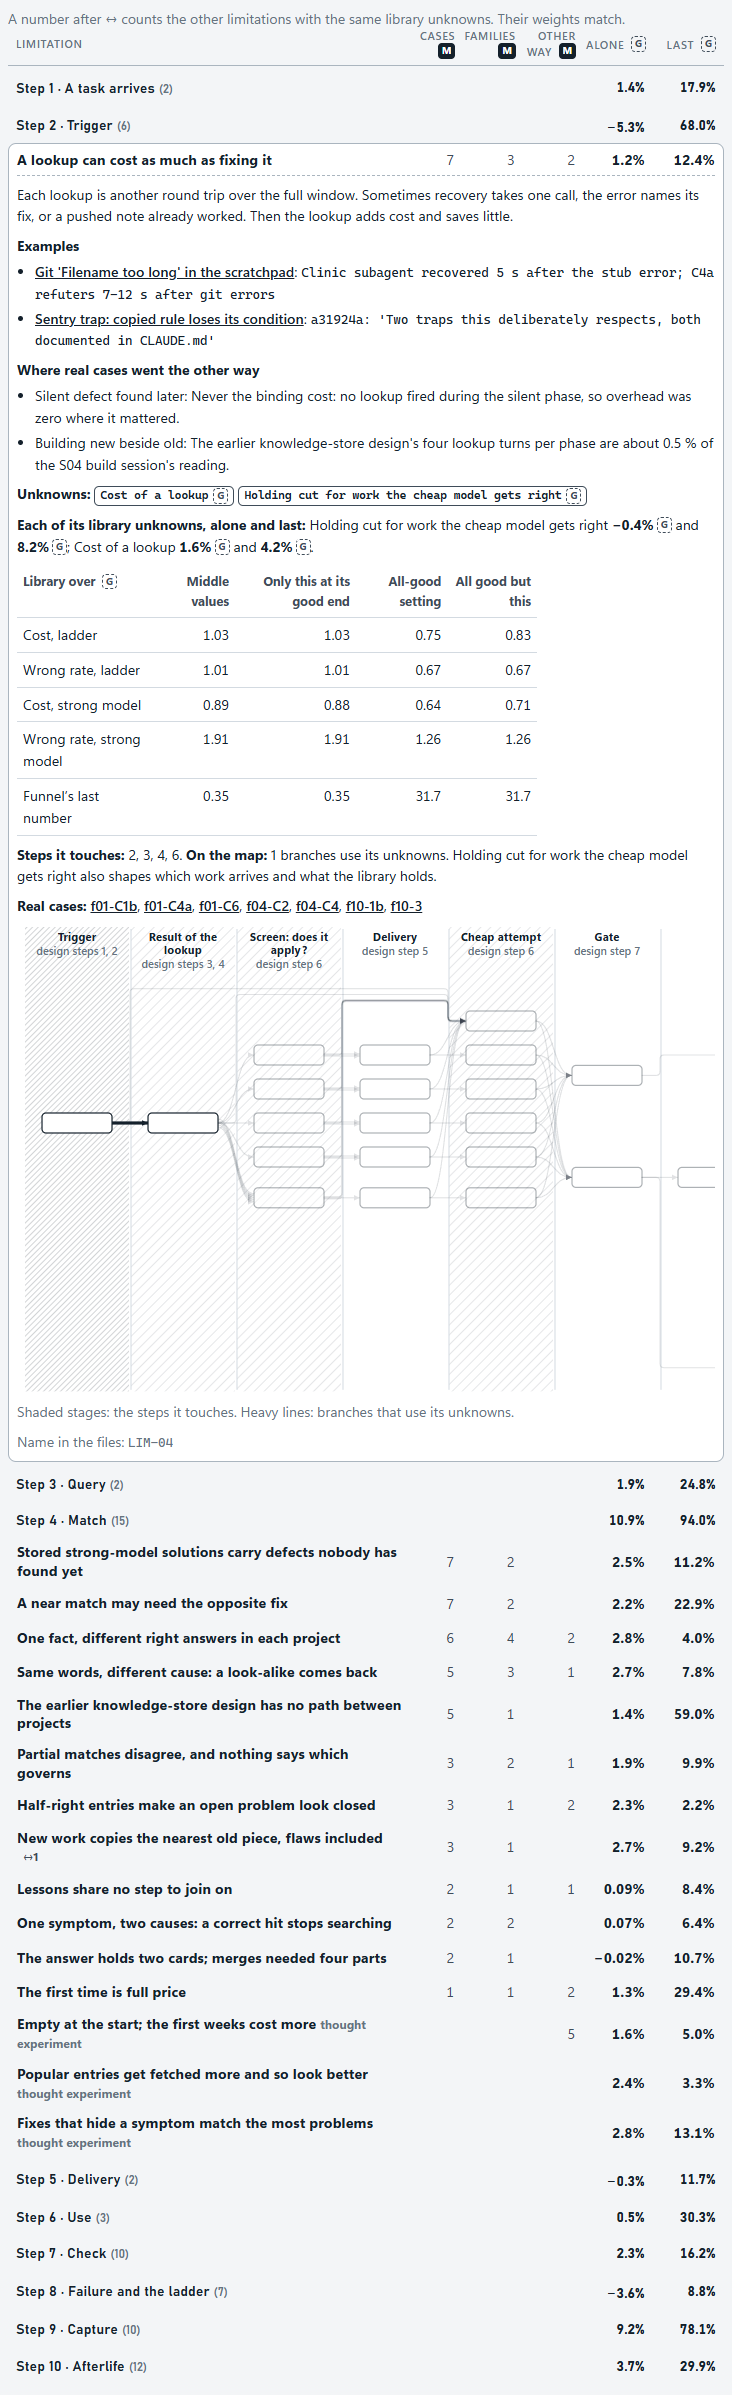 A number after ↔ counts the other limitations with the same library unknowns. Their weights match.
LIMITATION CASES M FAMILIES M OTHER WAY M ALONE G LAST G
Step 1 · A task arrives (2) 1.4% 17.9%
Step 2 · Trigger (6) −5.3% 68.0%
A lookup can cost as much as fixing it 7 3 2 1.2% 12.4%
Each lookup is another round trip over the full window. Sometimes recovery takes one call, the error names its
fix, or a pushed note already worked. Then the lookup adds cost and saves little.
Examples
• Git 'Filename too long' in the scratchpad: Clinic subagent recovered 5 s after the stub error; C4a
refuters 7–12 s after git errors
• Sentry trap: copied rule loses its condition: a31924a: 'Two traps this deliberately respects, both
documented in CLAUDE.md'
Where real cases went the other way
• Silent defect found later: Never the binding cost: no lookup fired during the silent phase, so overhead was
zero where it mattered.
• Building new beside old: The earlier knowledge-store design's four lookup turns per phase are about 0.5 % of
the S04 build session's reading.
Unknowns: Cost of a lookup G Holding cut for work the cheap model gets right G
Each of its library unknowns, alone and last: Holding cut for work the cheap model gets right −0.4% G and
8.2% G; Cost of a lookup 1.6% G and 4.2% G.
Library over G Middle values Only this at its good end All-good setting All good but this
Cost, ladder 1.03 1.03 0.75 0.83
Wrong rate, ladder 1.01 1.01 0.67 0.67
Cost, strong model 0.89 0.88 0.64 0.71
Wrong rate, strong model 1.91 1.91 1.26 1.26
Funnel's last number 0.35 0.35 31.7 31.7
Steps it touches: 2, 3, 4, 6. On the map: 1 branches use its unknowns. Holding cut for work the cheap model
gets right also shapes which work arrives and what the library holds.
Real cases: f01-C1b, f01-C4a, f01-C6, f04-C2, f04-C4, f10-1b, f10-3
Trigger
design steps 1, 2
Result of the lookup
design steps 3, 4
Screen: does it apply?
design step 6
Delivery
design step 5
Cheap attempt
design step 6
Gate
design step 7
Shaded stages: the steps it touches. Heavy lines: branches that use its unknowns.
Name in the files: LIM-04
Step 3 · Query (2) 1.9% 24.8%
Step 4 · Match (15) 10.9% 94.0%
Stored strong-model solutions carry defects nobody has found yet 7 2 2.5% 11.2%
A near match may need the opposite fix 7 2 2.2% 22.9%
One fact, different right answers in each project 6 4 2 2.8% 4.0%
Same words, different cause: a look-alike comes back 5 3 1 2.7% 7.8%
The earlier knowledge-store design has no path between projects 5 1 1.4% 59.0%
Partial matches disagree, and nothing says which governs 3 2 1 1.9% 9.9%
Half-right entries make an open problem look closed 3 1 2 2.3% 2.2%
New work copies the nearest old piece, flaws included ↔1 3 1 2.7% 9.2%
Lessons share no step to join on 2 1 1 0.09% 8.4%
One symptom, two causes: a correct hit stops searching 2 2 0.07% 6.4%
The answer holds two cards; merges needed four parts 2 1 −0.02% 10.7%
The first time is full price 1 1 2 1.3% 29.4%
Empty at the start; the first weeks cost more thought experiment 5 1.6% 5.0%
Popular entries get fetched more and so look better thought experiment 2.4% 3.3%
Fixes that hide a symptom match the most problems thought experiment 2.8% 13.1%
Step 5 · Delivery (2) −0.3% 11.7%
Step 6 · Use (3) 0.5% 30.3%
Step 7 · Check (10) 2.3% 16.2%
Step 8 · Failure and the ladder (7) −3.6% 8.8%
Step 9 · Capture (10) 9.2% 78.1%
Step 10 · Afterlife (12) 3.7% 29.9%